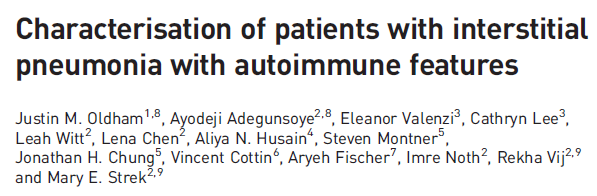 Characterisation of patients with interstitial
pneumonia with autoimmune features
Justin M. Oldham1,8, Ayodeji Adegunsoye2,8, Eleanor Valenzi3, Cathryn Lee3,
Leah Witt2, Lena Chen2, Aliya N. Husain4, Steven Montner5,
Jonathan H. Chung5, Vincent Cottin6, Aryeh Fischer7, Imre Noth2, Rekha Vij2,9
and Mary E. Strek2,9